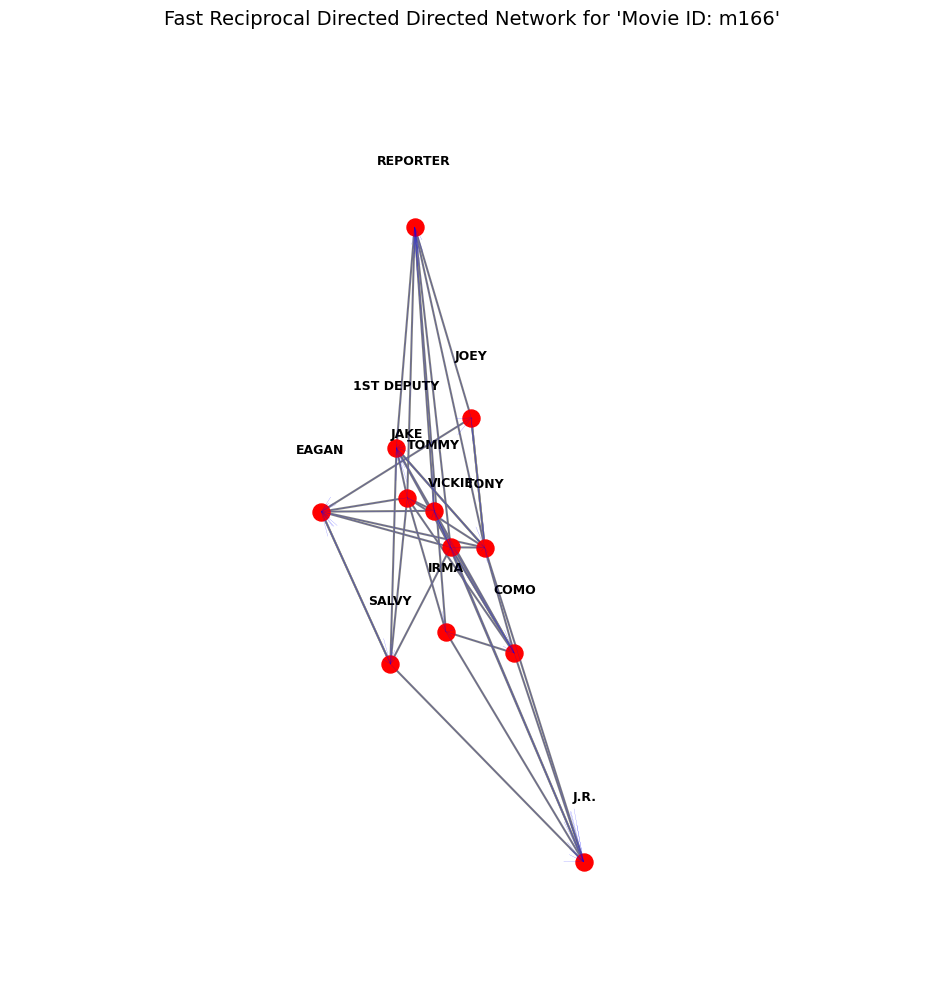 Fast Reciprocal Directed Directed Network for 'Movie ID: m166'
REPORTER
JOEY
1ST DEPUTY
JAKE
TOMMY
EAGAN
VICKIE
TONY
IRMA
COMO
SALVY
J.R.